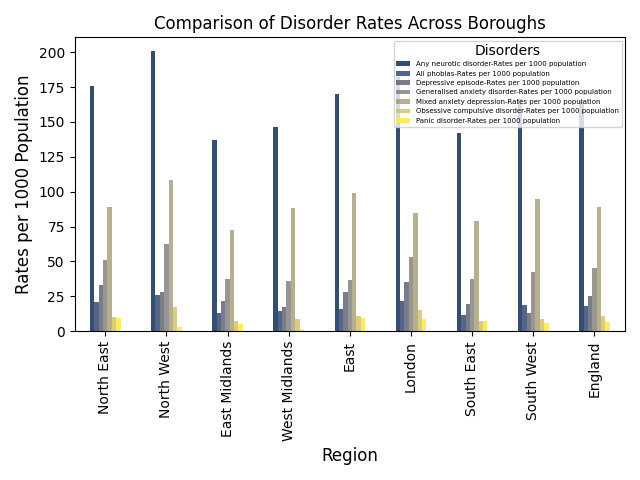 Comparison of Disorder Rates Across Boroughs
Disorders
Any neurotic disorder-Rates per 1000 population
All phobias-Rates per 1000 population
Depressive episode-Rates per 1000 population
Generalised anxiety disorder-Rates per 1000 population
Mixed anxiety depression-Rates per 1000 population
Obsessive compulsive disorder-Rates per 1000 population
Panic disorder-Rates per 1000 population
Rates per 1000 Population
200
175
150
125
100
75
50
25
0
North East
North West
East Midlands
West Midlands
East
London
South East
South West
England
Region